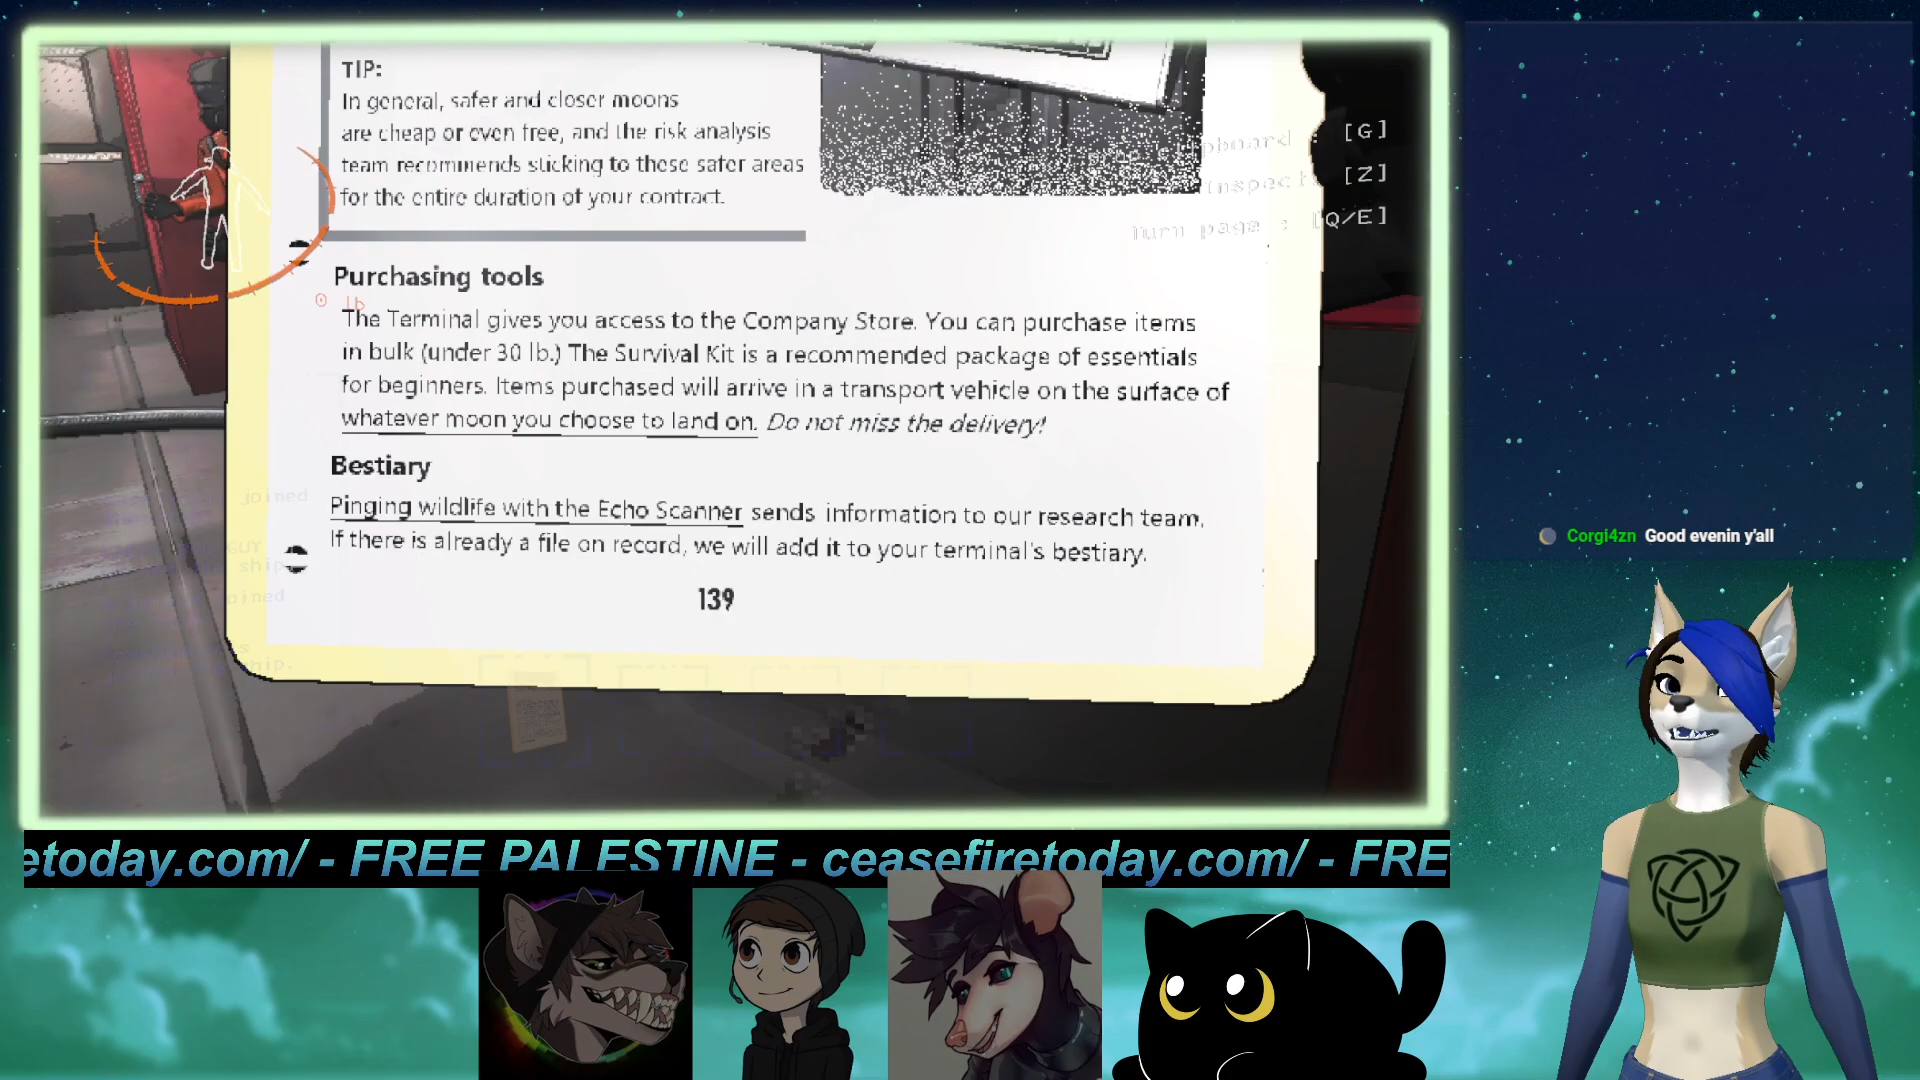 TIP:
In general, safer and closer moons
are cheap or even free, and the risk analysis
team recommends sticking to these safer areas
for the entire duration of your contract.
[G]
Inspect [Z]
Turn page : [Q/E]
Purchasing tools
lb
The Terminal gives you access to the Company Store. You can purchase items
in bulk (under 30 lb.) The Survival Kit is a recommended package of essentials
for beginners. Items purchased will arrive in a transport vehicle on the surface of
whatever moon you choose to land on. Do not miss the delivery!
Bestiary
Pinging wildlife with the Echo Scanner sends information to our research team.
If there is already a file on record, we will add it to your terminal's bestiary.
139
joined
ship.
Corgi4zn Good evenin y'all
etoday.com/ - FREE PALESTINE - ceasefiretoday.com/ - FRE